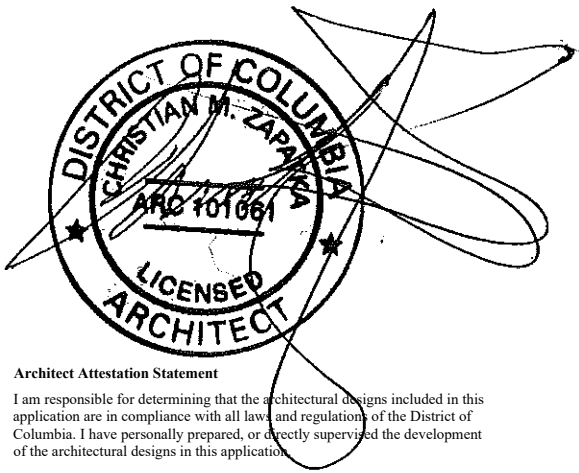 DISTRICT OF COLUMBIA
CHRISTIAN M. ZAPATKA
ARC 101061
LICENSED
ARCHITECT
Architect Attestation Statement
I am responsible for determining that the architectural designs included in this
application are in compliance with all laws and regulations of the District of
Columbia. I have personally prepared, or directly supervised the development
of the architectural designs in this application.